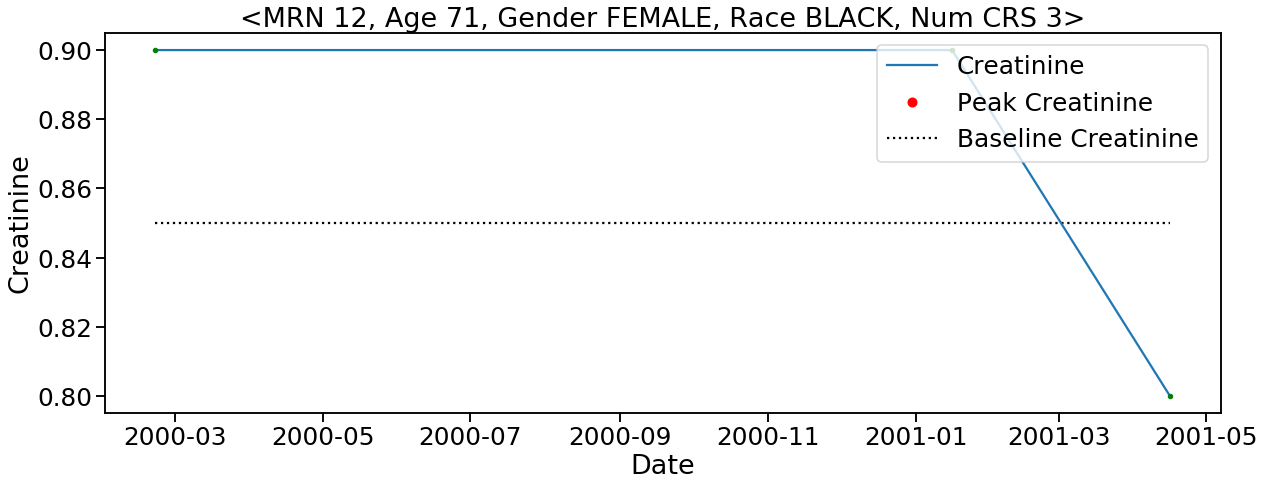 <MRN 12, Age 71, Gender FEMALE, Race BLACK, Num CRS 3>
Creatinine
0.90
0.88
0.86
0.84
0.82
0.80
Creatinine
Peak Creatinine
Baseline Creatinine
2000-03 2000-05 2000-07 2000-09 2000-11 2001-01 2001-03 2001-05
Date